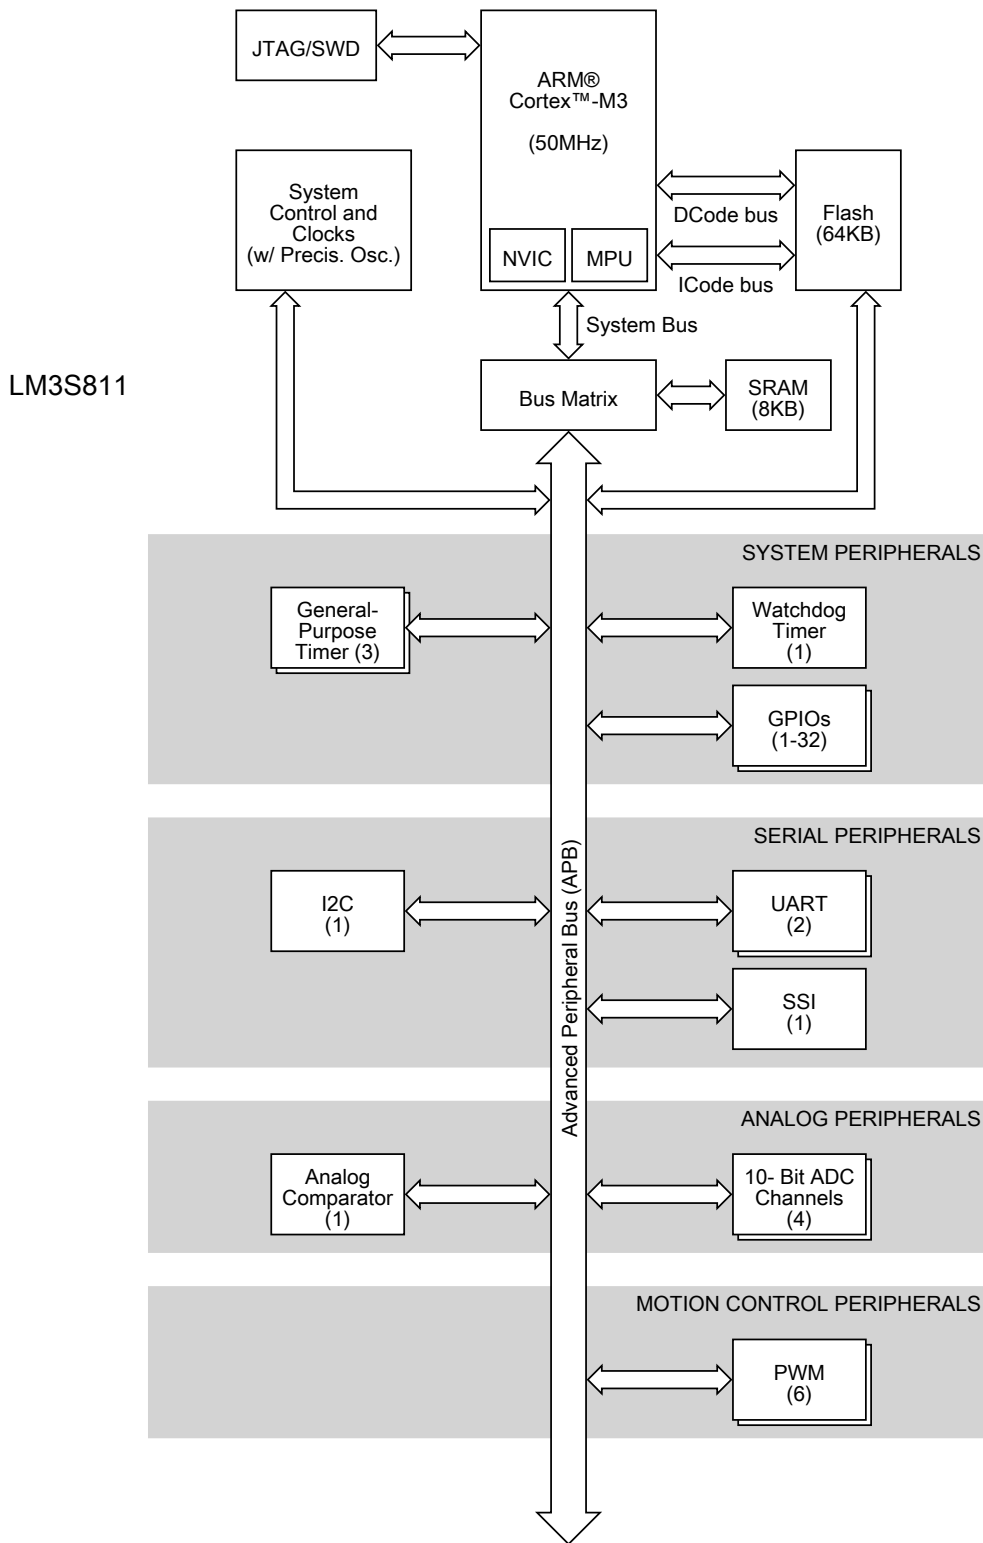 JTAG/SWD
ARM®
Cortex™-M3
(50MHz)
System
Control and
Clocks
(w/ Precis. Osc.)
DCode bus
Flash
(64KB)
NVIC
MPU
ICode bus
System Bus
LM3S811
Bus Matrix
SRAM
(8KB)
SYSTEM PERIPHERALS
General-
Purpose
Timer (3)
Watchdog
Timer
(1)
GPIOs
(1-32)
Advanced Peripheral Bus (APB)
SERIAL PERIPHERALS
I2C
(1)
UART
(2)
SSI
(1)
ANALOG PERIPHERALS
Analog
Comparator
(1)
10- Bit ADC
Channels
(4)
MOTION CONTROL PERIPHERALS
PWM
(6)